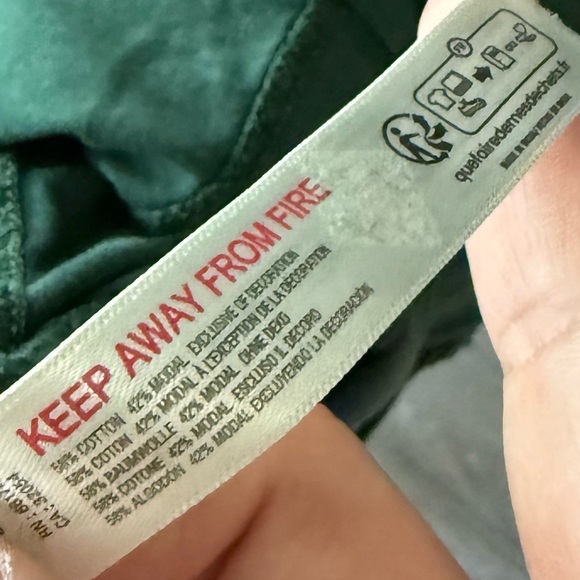 KEEP AWAY FROM FIRE
58% COTTON 42% MODAL EXCLUSIVE OF DECORATION
58% COTON 42% MODAL À L'EXCEPTION DE LA DÉCORATION
58% BAUMWOLLE 42% MODAL OHNE DEKO
58% COTONE 42% MODAL ESCLUSO IL DECORO
58% ALGODÓN 42% MODAL EXCLUYENDO LA DECORACIÓN
quefairedemesdechets.fr